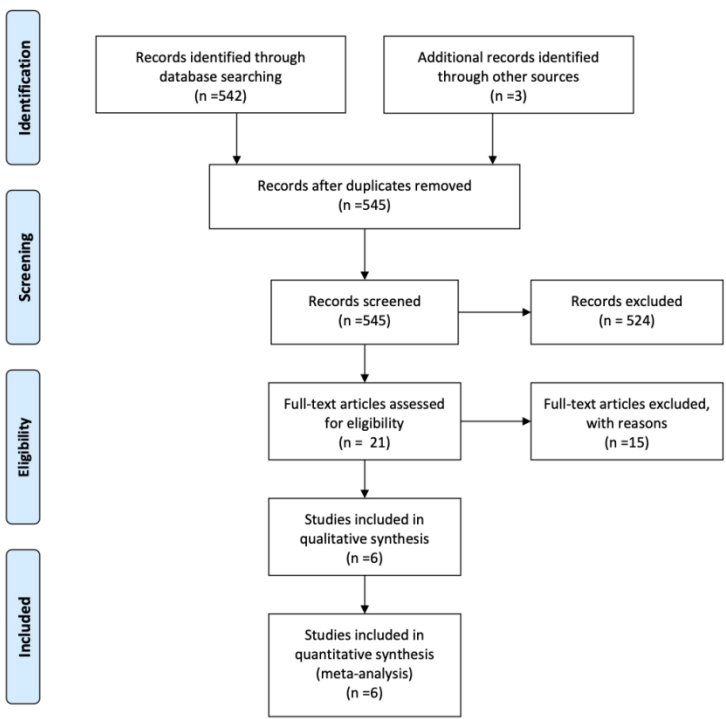 Identification
Records identified through
database searching
(n =542)
Additional records identified
through other sources
(n =3)
Records after duplicates removed
(n =545)
Screening
Records screened
(n =545)
Records excluded
(n = 524)
Eligibility
Full-text articles assessed
for eligibility
(n = 21)
Full-text articles excluded,
with reasons
(n =15)
Studies included in
qualitative synthesis
(n =6)
Included
Studies included in
quantitative synthesis
(meta-analysis)
(n =6)